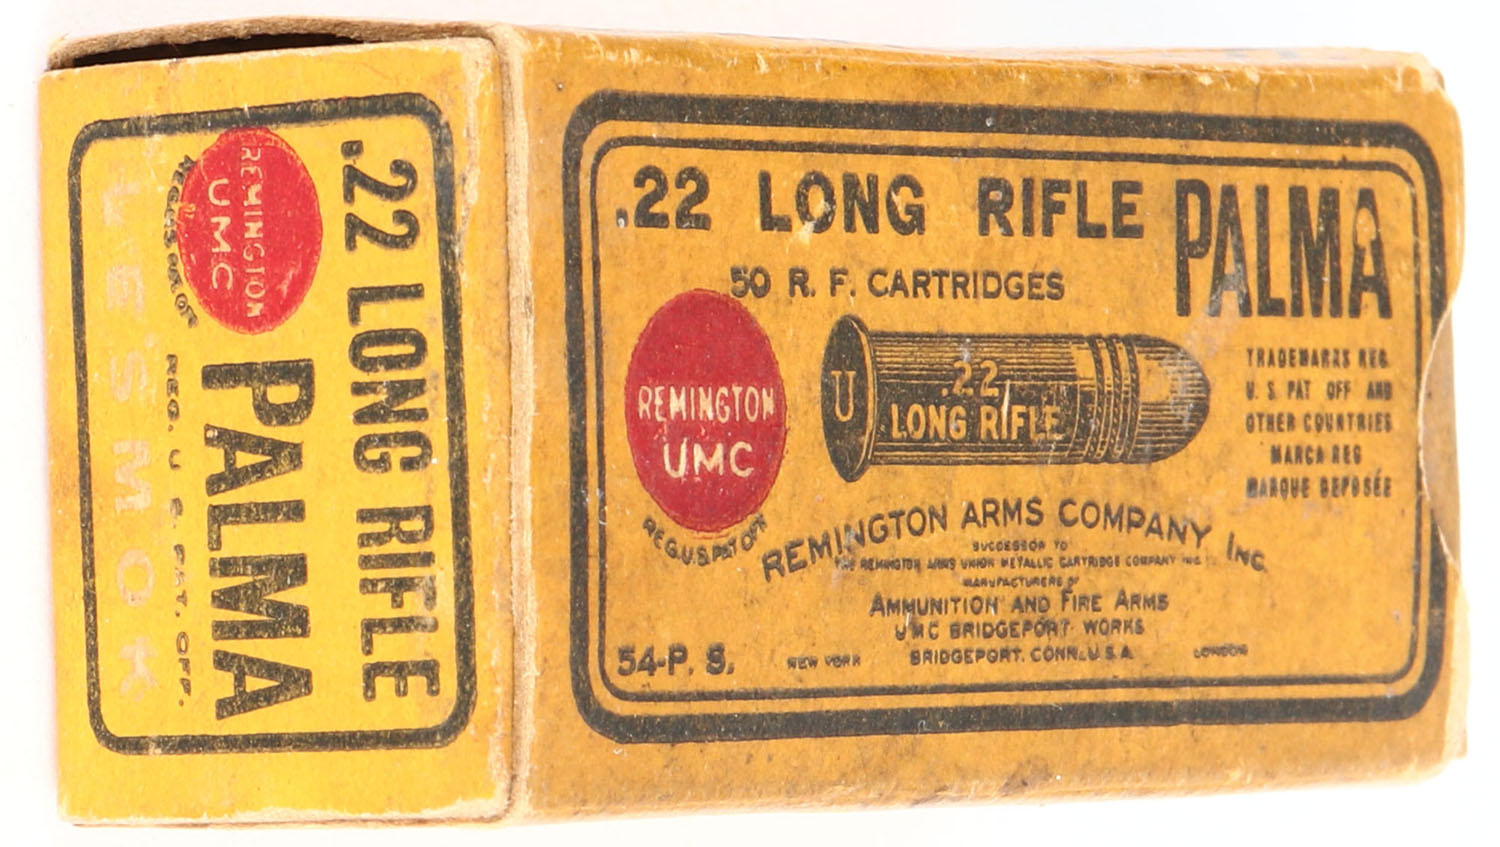 .22 LONG RIFLE PALMA
50 R. F. CARTRIDGES
REMINGTON
UMC
REG.U.S.PAT.OFF.
U
.22
LONG RIFLE
TRADEMARKS REG.
U. S. PAT. OFF. AND
OTHER COUNTRIES
MARCA REG
MARQUE DEPOSÉE
REMINGTON ARMS COMPANY, INC.
SUCCESSOR TO
THE REMINGTON ARMS UNION METALLIC CARTRIDGE COMPANY INC.
MANUFACTURERS OF
AMMUNITION AND FIRE ARMS
UMC BRIDGEPORT WORKS
54-P. S.
NEW YORK
BRIDGEPORT. CONN. U.S.A.
LONDON
.22 LONG RIFLE
REMINGTON
UMC
PALMA
REG. U. S. PAT. OFF.
LESMOK